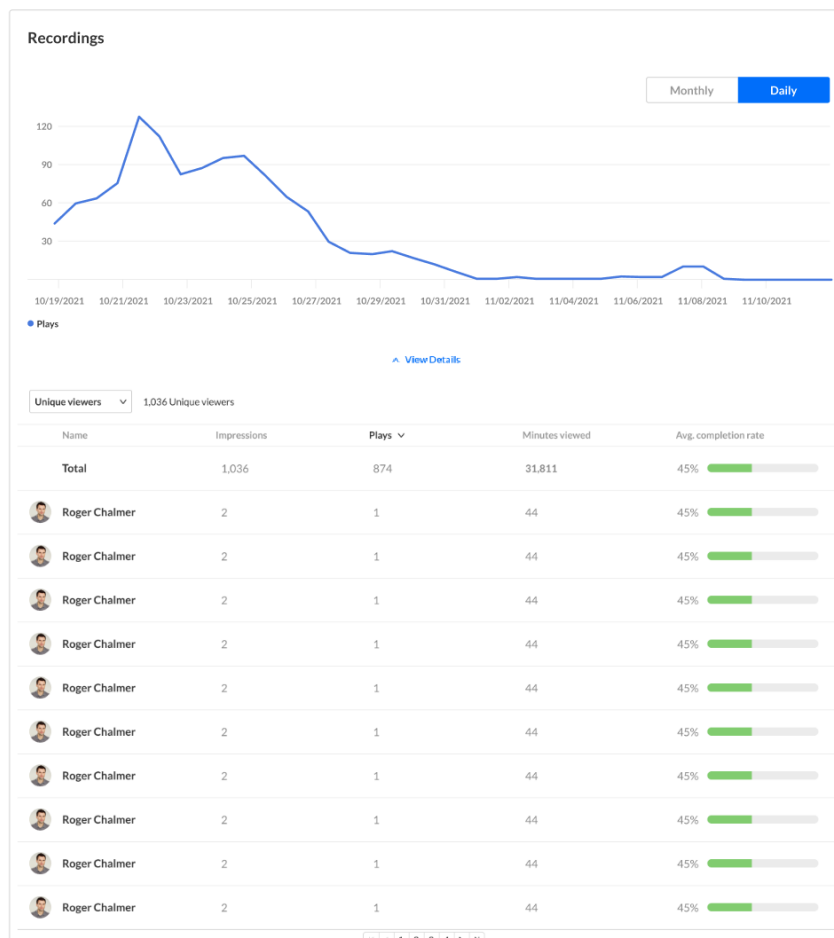 Recordings
Monthly Daily
120
90
60
30
10/19/2021 10/21/2021 10/23/2021 10/25/2021 10/27/2021 10/29/2021 10/31/2021 11/02/2021 11/04/2021 11/06/2021 11/08/2021 11/10/2021
Plays
View Details
Unique viewers 1,036 Unique viewers
Name Impressions Plays Minutes viewed Avg. completion rate
Total 1,036 874 31,811 45%
Roger Chalmer 2 1 44 45%
Roger Chalmer 2 1 44 45%
Roger Chalmer 2 1 44 45%
Roger Chalmer 2 1 44 45%
Roger Chalmer 2 1 44 45%
Roger Chalmer 2 1 44 45%
Roger Chalmer 2 1 44 45%
Roger Chalmer 2 1 44 45%
Roger Chalmer 2 1 44 45%
Roger Chalmer 2 1 44 45%